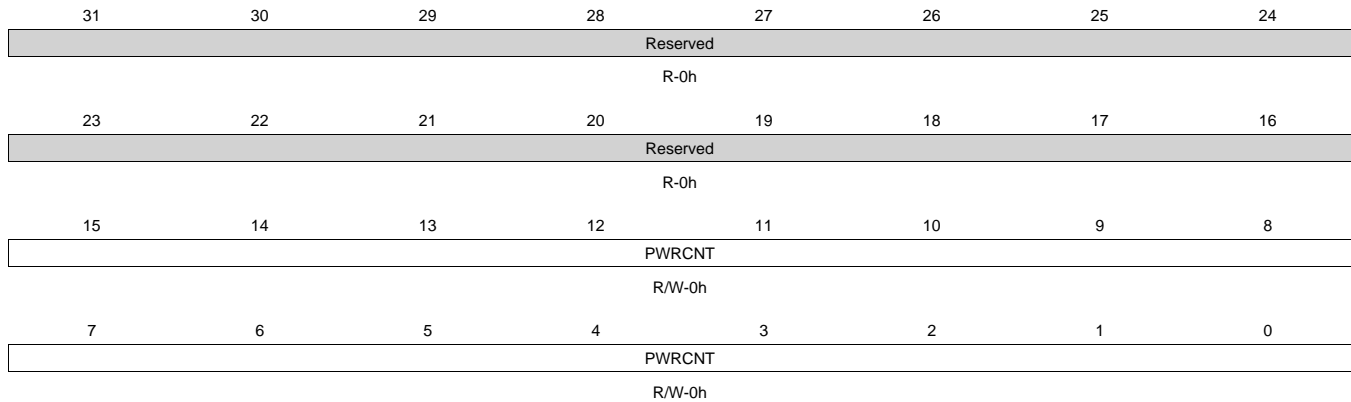 31 30 29 28 27 26 25 24
Reserved
R-0h
23 22 21 20 19 18 17 16
Reserved
R-0h
15 14 13 12 11 10 9 8
PWRCNT
R/W-0h
7 6 5 4 3 2 1 0
PWRCNT
R/W-0h